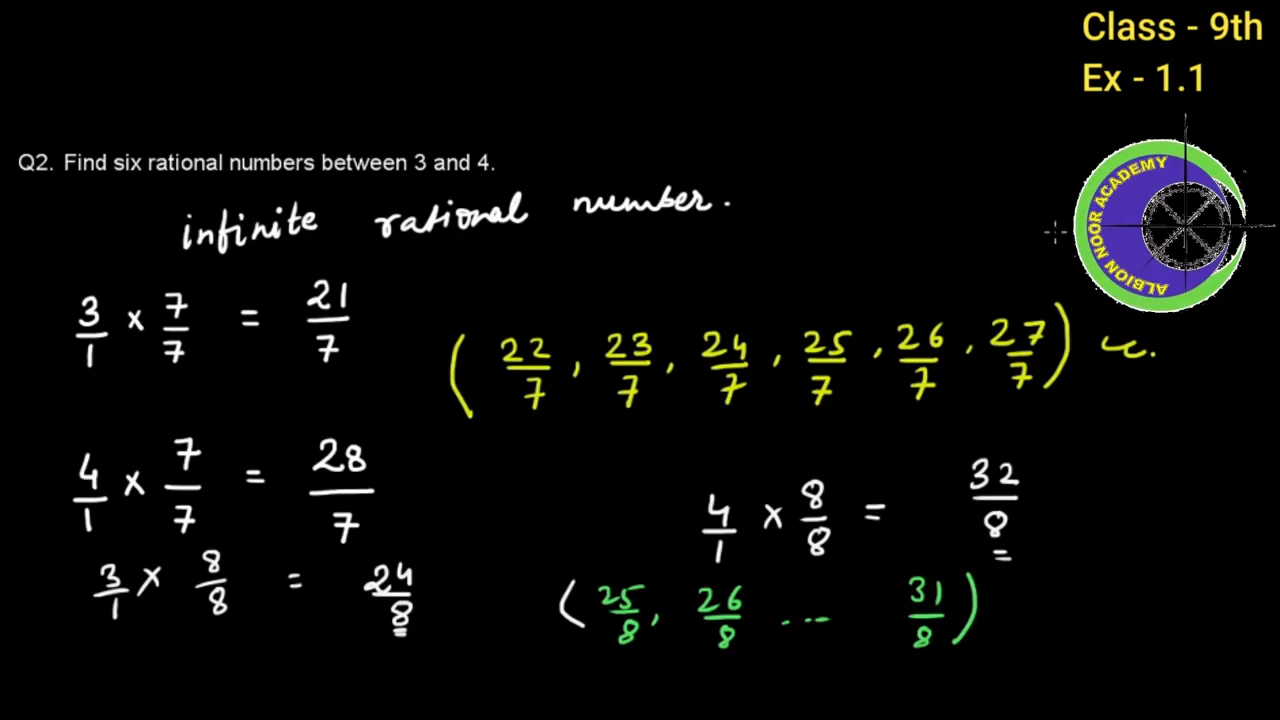 Class - 9th
Ex - 1.1
ALBION NOOR ACADEMY
Q2. Find six rational numbers between 3 and 4.
infinite rational number.
3/1 × 7/7 = 21/7
(22/7, 23/7, 24/7, 25/7, 26/7, 27/7)
4/1 × 7/7 = 28/7
4/1 × 8/8 = 32/8
3/1 × 8/8 = 24/8
(25/8, 26/8 ..... 31/8)